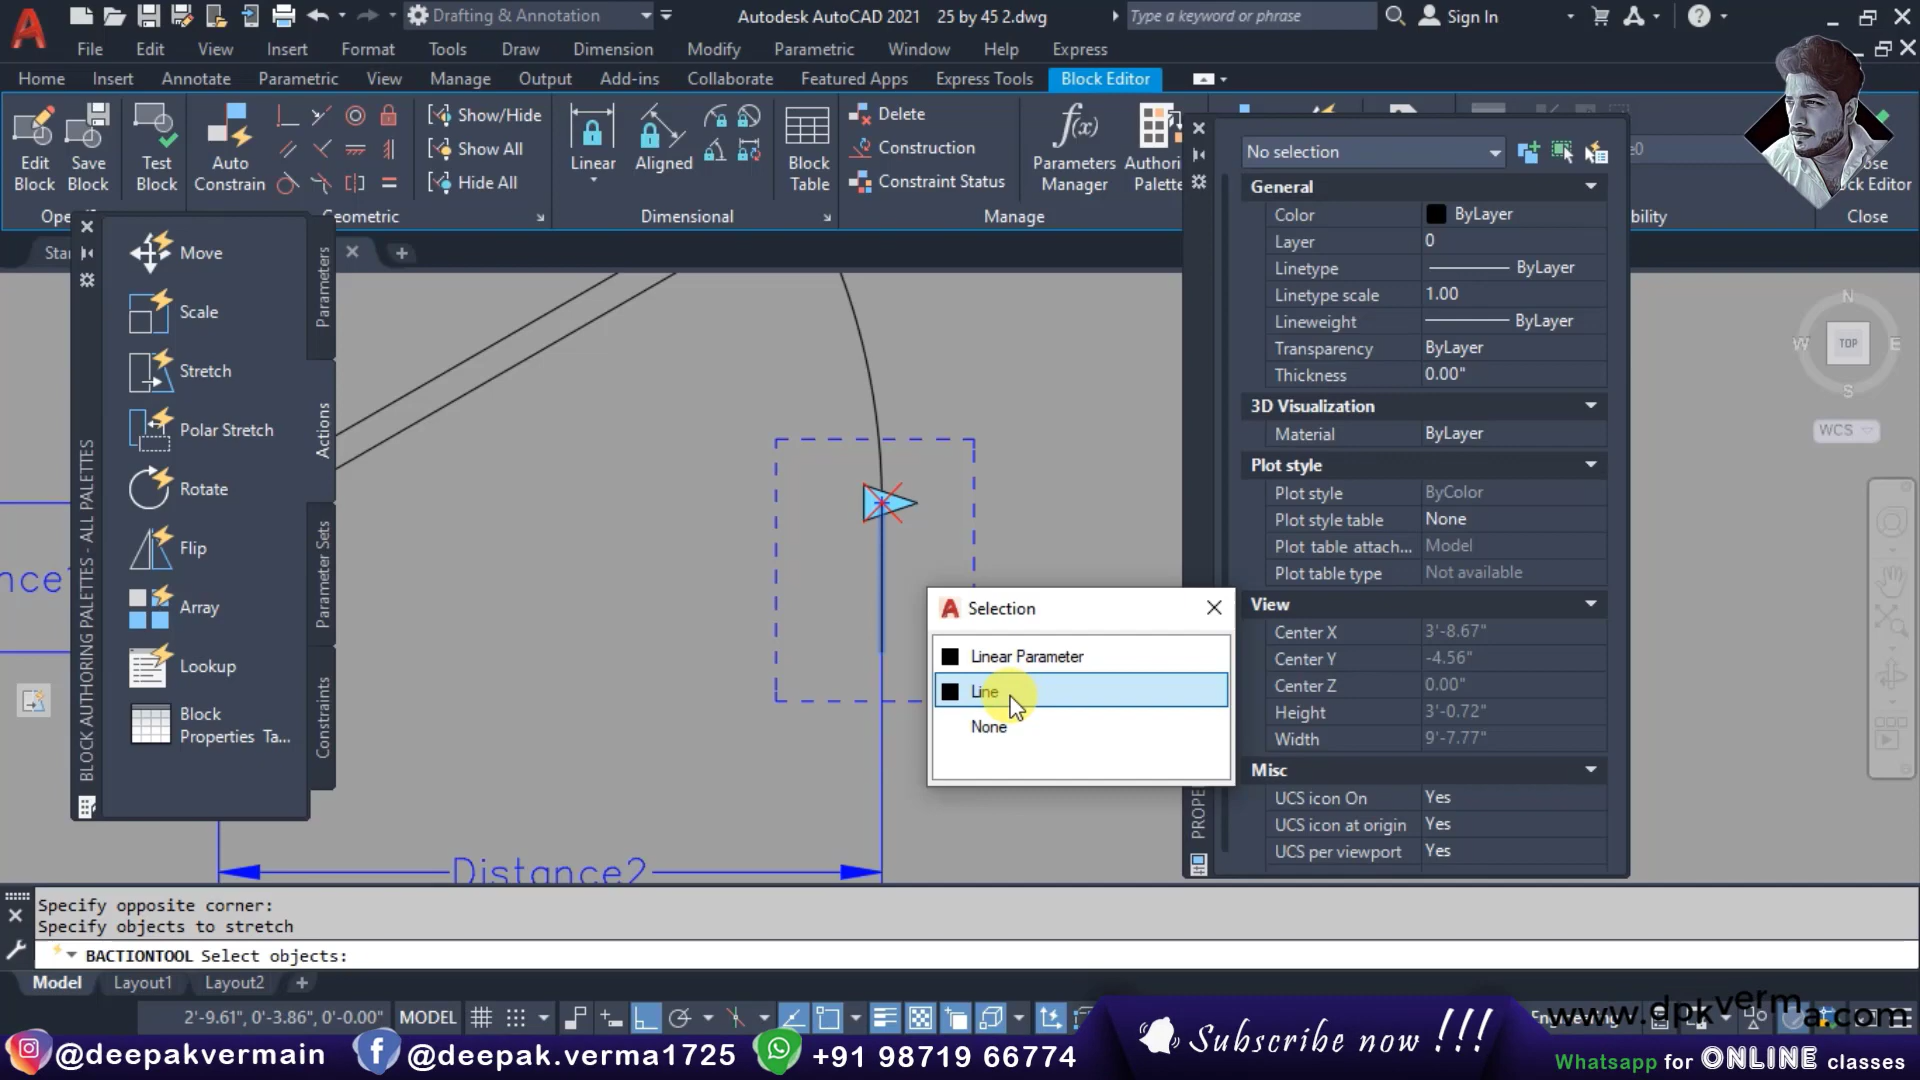 Drafting & Annotation
Autodesk AutoCAD 2021 25 by 45 2.dwg
Type a keyword or phrase
Sign In
File Edit View Insert Format Tools Draw Dimension Modify Parametric Window Help Express
Home Insert Annotate Parametric View Manage Output Add-ins Collaborate Featured Apps Express Tools Block Editor
Edit Block
Save Block
Test Block
Auto Constrain
Show/Hide
Show All
Hide All
Geometric
Linear
Aligned
Block Table
Dimensional
Delete
Construction
Constraint Status
Parameters Manager
Manage
Close
Move
Scale
Stretch
Polar Stretch
Rotate
Flip
Array
Lookup
Block Properties Ta...
Parameters
Actions
Parameter Sets
Constraints
BLOCK AUTHORING PALETTES - ALL PALETTES
Distance2
Selection
Linear Parameter
Line
None
No selection
General
Color ByLayer
Layer 0
Linetype ByLayer
Linetype scale 1.00
Lineweight ByLayer
Transparency ByLayer
Thickness 0.00"
3D Visualization
Material ByLayer
Plot style
Plot style ByColor
Plot style table None
Plot table attach... Model
Plot table type Not available
View
Center X 3'-8.67"
Center Y -4.56"
Center Z 0.00"
Height 3'-0.72"
Width 9'-7.77"
Misc
UCS icon On Yes
UCS icon at origin Yes
UCS per viewport Yes
N
W TOP E
S
WCS
Specify opposite corner:
Specify objects to stretch
BACTIONTOOL Select objects:
Model Layout1 Layout2
2'-9.61", 0'-3.86", 0'-0.00" MODEL
www.dpkverma.com
@deepakvermain @deepak.verma1725 +91 98719 66774
Subscribe now !!!
Whatsapp for ONLINE classes